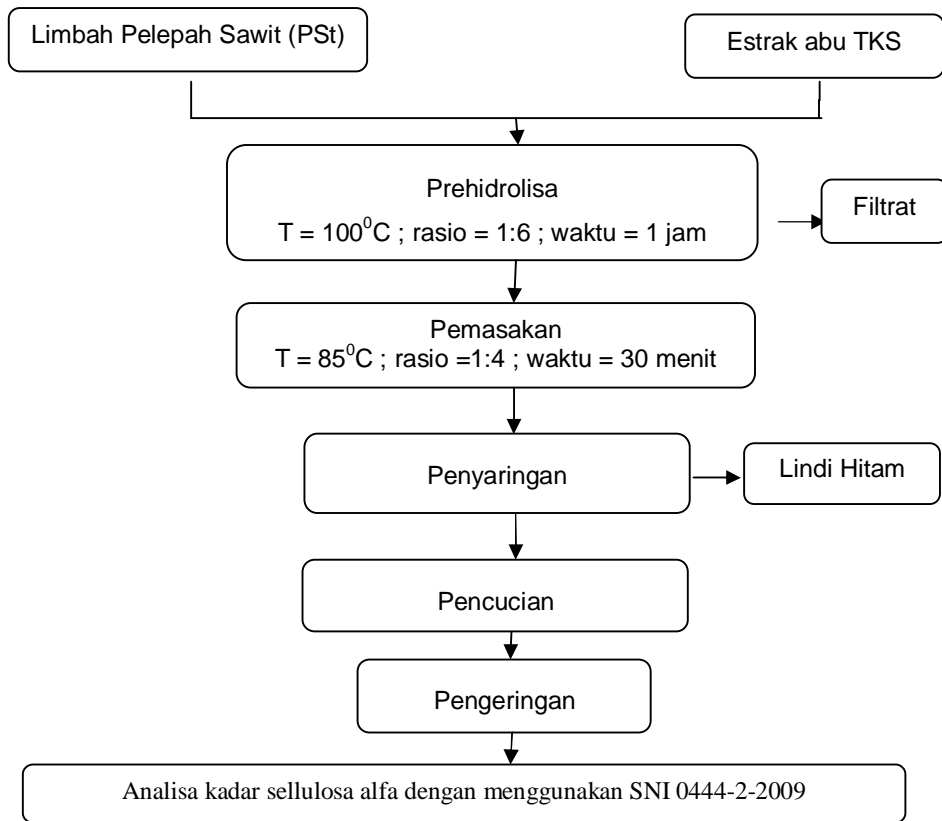 Limbah Pelepah Sawit (PSt)
Estrak abu TKS
Prehidrolisa
T = 100⁰C ; rasio = 1:6 ; waktu = 1 jam
Filtrat
Pemasakan
T = 85⁰C ; rasio =1:4 ; waktu = 30 menit
Penyaringan
Lindi Hitam
Pencucian
Pengeringan
Analisa kadar sellulosa alfa dengan menggunakan SNI 0444-2-2009